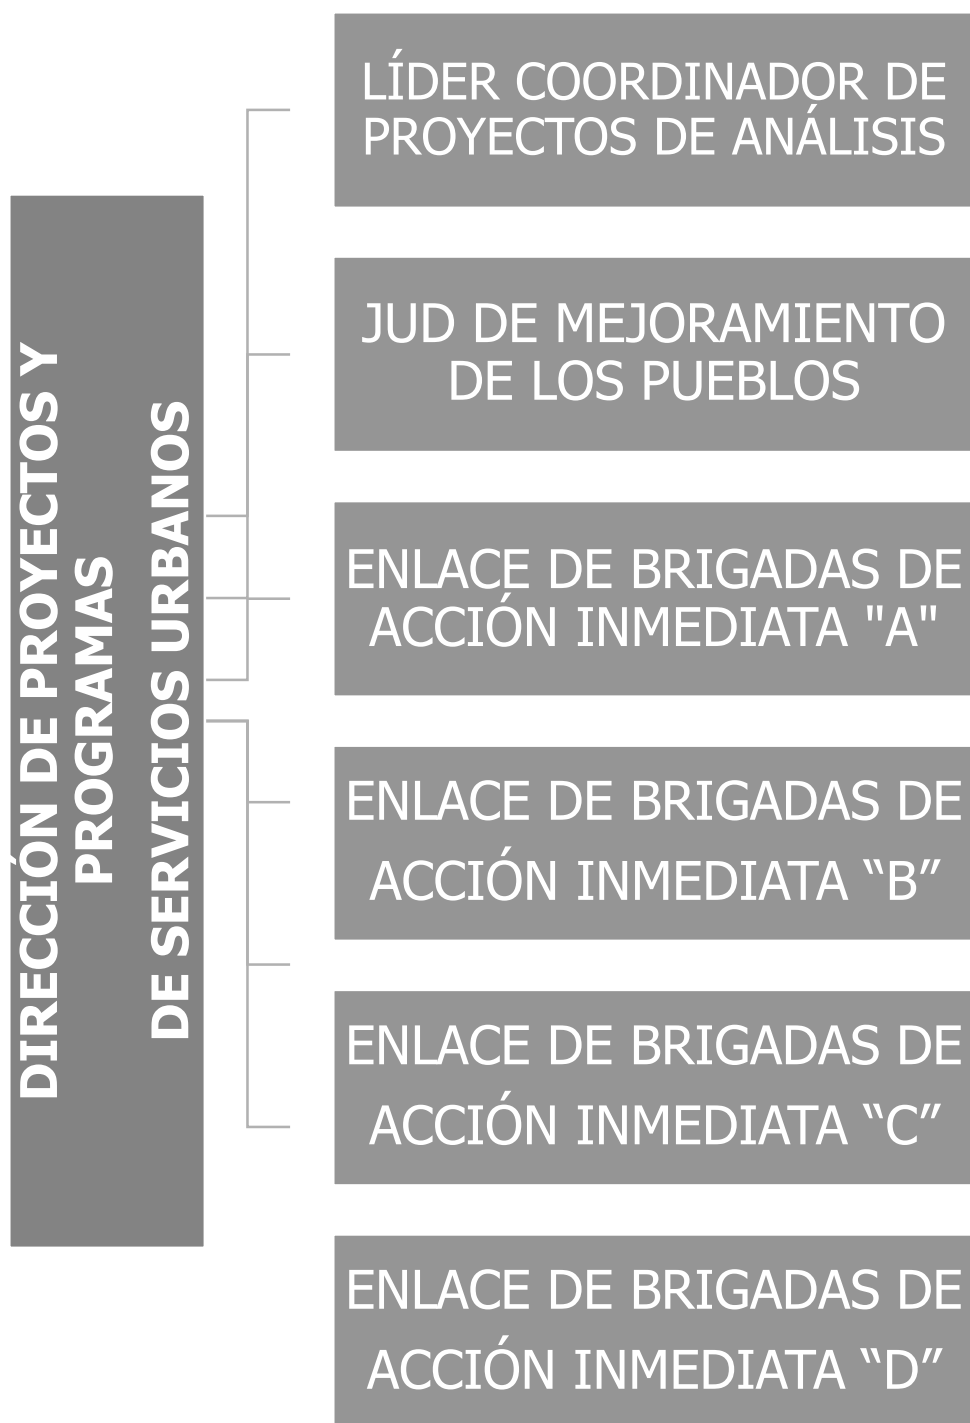 DIRECCIÓN DE PROYECTOS Y
PROGRAMAS
DE SERVICIOS URBANOS
LÍDER COORDINADOR DE
PROYECTOS DE ANÁLISIS
JUD DE MEJORAMIENTO
DE LOS PUEBLOS
ENLACE DE BRIGADAS DE
ACCIÓN INMEDIATA "A"
ENLACE DE BRIGADAS DE
ACCIÓN INMEDIATA “B”
ENLACE DE BRIGADAS DE
ACCIÓN INMEDIATA “C”
ENLACE DE BRIGADAS DE
ACCIÓN INMEDIATA “D”